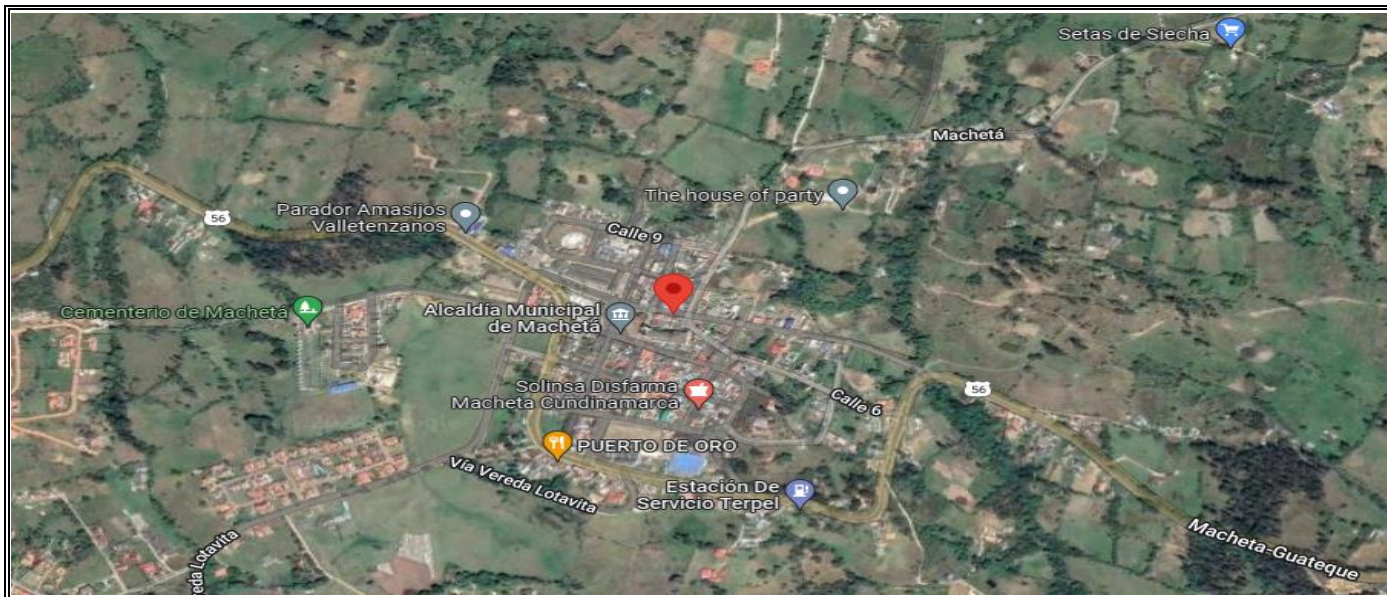 Setas de Siecha
Machetá
The house of party
Parador Amasijos
Valletenzanos
56
Calle 9
Cementerio de Machetá
Alcaldía Municipal
de Machetá
Solinsa Disfarma
Macheta Cundinamarca
Calle 6
56
PUERTO DE ORO
Vía Vereda Lotavita
Estación De
Servicio Terpel
Macheta-Guateque
eda Lotavita